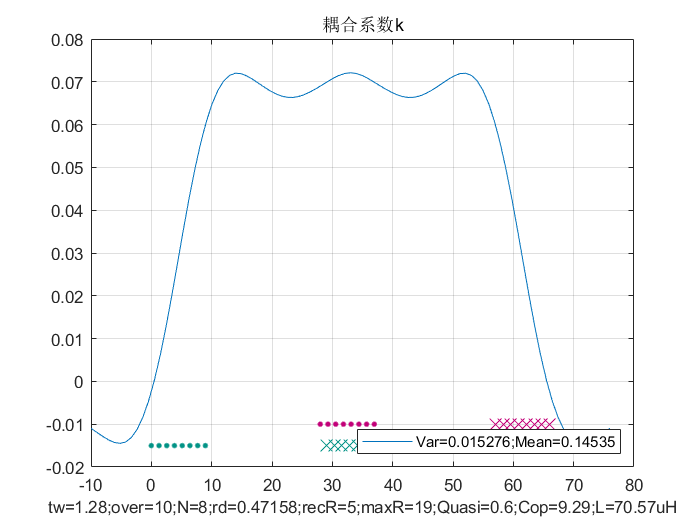 耦合系数k
0.08
0.07
0.06
0.05
0.04
0.03
0.02
0.01
0
-0.01
-0.02
Var=0.015276;Mean=0.14535
-10 0 10 20 30 40 50 60 70 80
tw=1.28;over=10;N=8;rd=0.47158;recR=5;maxR=19;Quasi=0.6;Cop=9.29;L=70.57uH